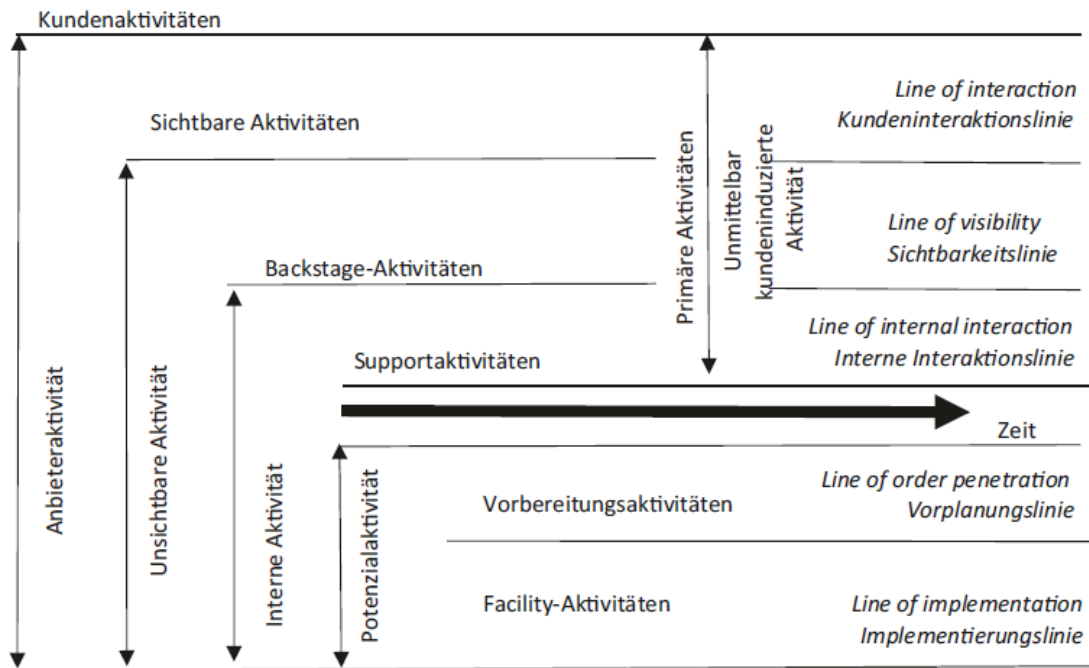 Kundenaktivitäten
Line of interaction
Kundeninteraktionslinie
Sichtbare Aktivitäten
Primäre Aktivitäten
Unmittelbar
kundeninduzierte
Aktivität
Line of visibility
Sichtbarkeitslinie
Backstage-Aktivitäten
Line of internal interaction
Interne Interaktionslinie
Supportaktivitäten
Zeit
Anbieteraktivität
Unsichtbare Aktivität
Interne Aktivität
Potenzialaktivität
Line of order penetration
Vorbereitungsaktivitäten
Vorplanungslinie
Facility-Aktivitäten
Line of implementation
Implementierungslinie